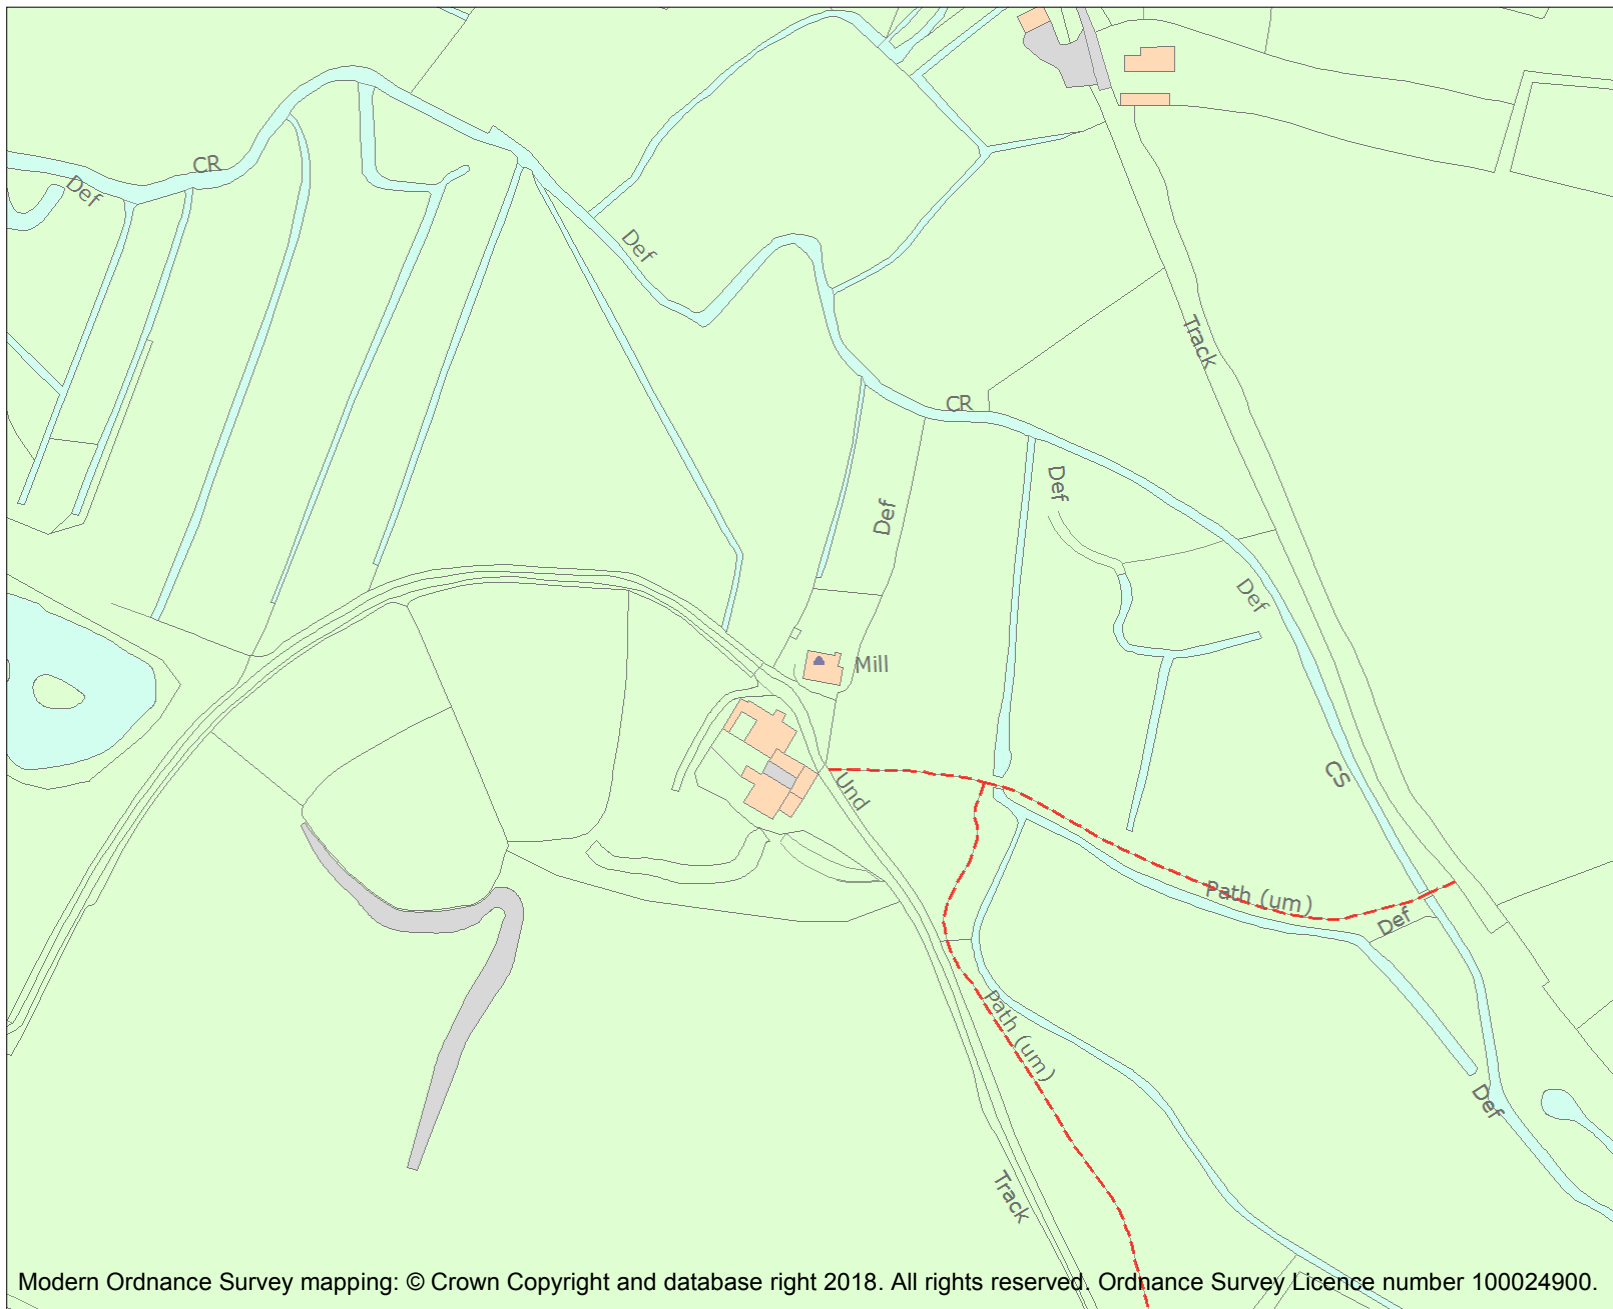 CR
Def
Def
Track
CR
Def
Def
Def
Mill
CS
Und
Path (um)
Def
Path (um)
Def
Track
Modern Ordnance Survey mapping: © Crown Copyright and database right 2018. All rights reserved. Ordnance Survey Licence number 100024900.